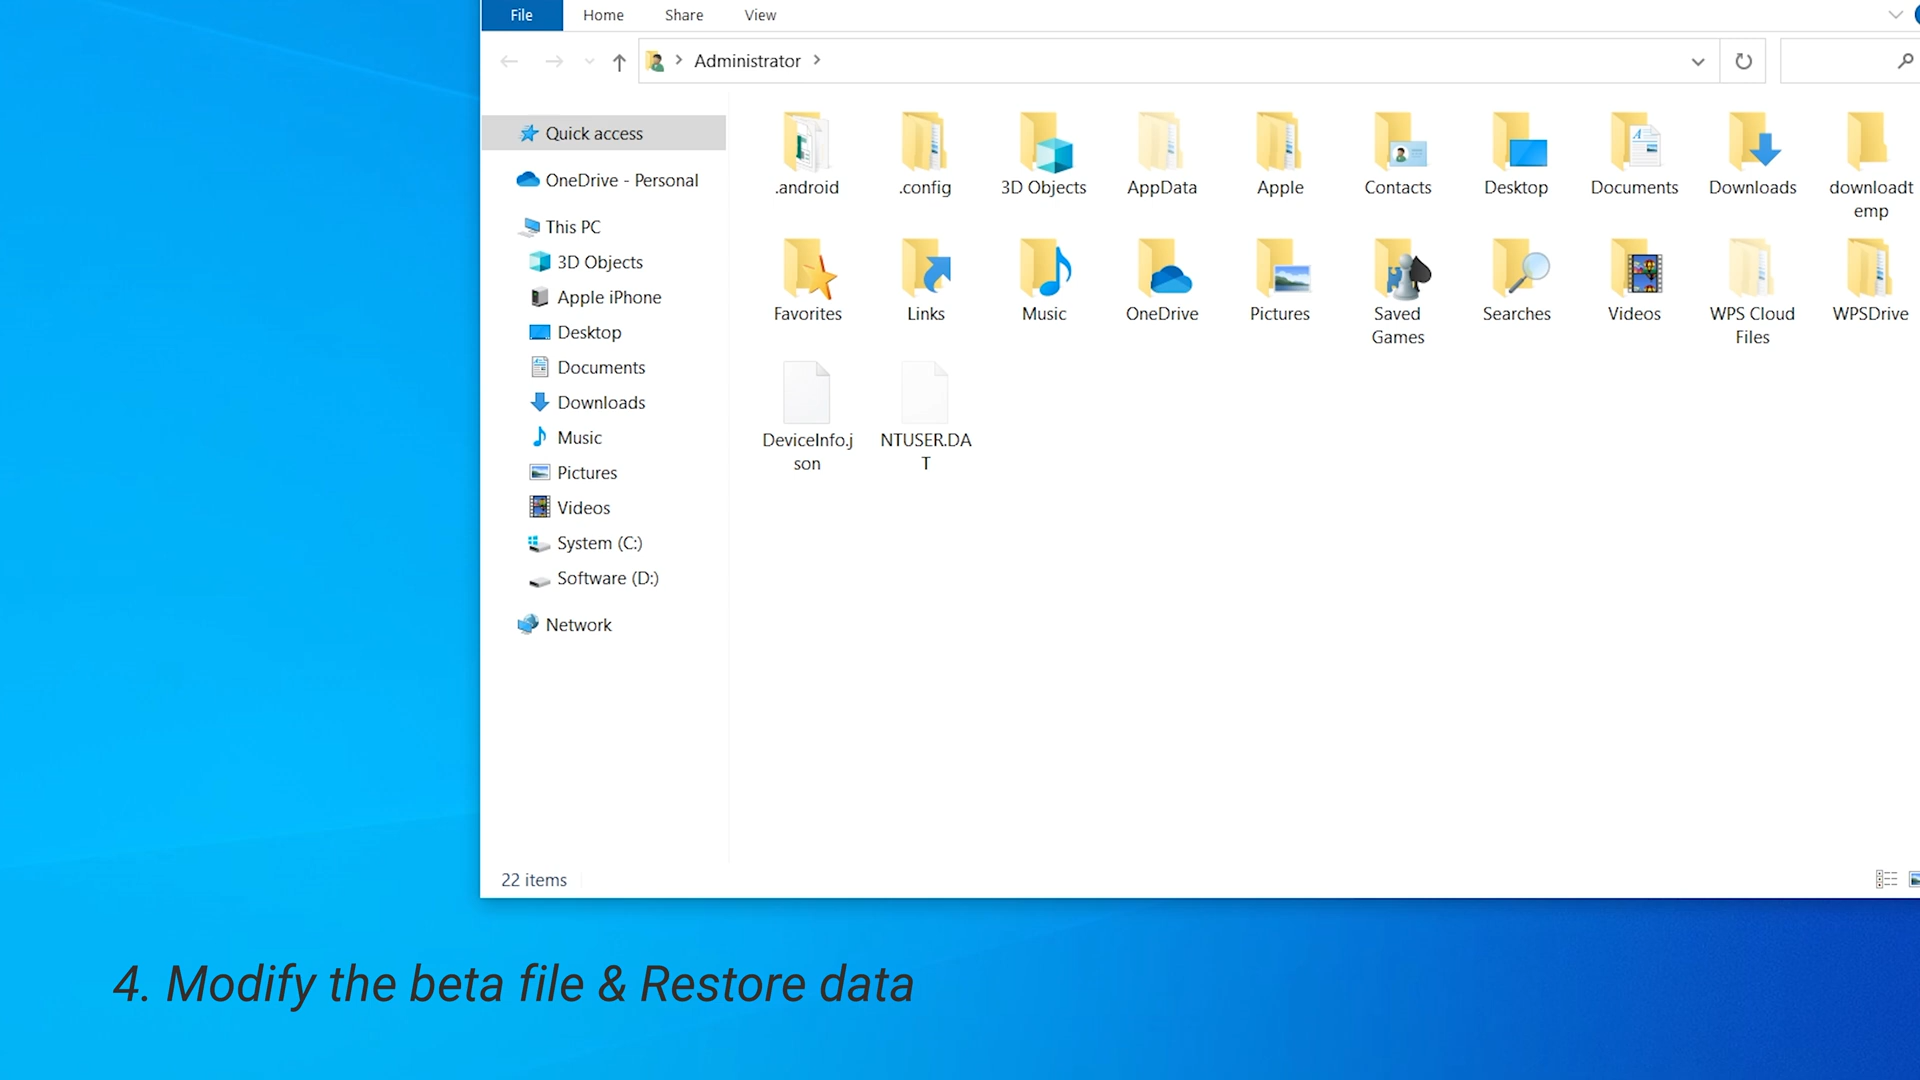 File Home Share View
Administrator
Quick access
OneDrive - Personal
This PC
3D Objects
Apple iPhone
Desktop
Documents
Downloads
Music
Pictures
Videos
System (C:)
Software (D:)
Network
.android .config 3D Objects AppData Apple Contacts Desktop Documents Downloads downloadt
emp
Favorites Links Music OneDrive Pictures Saved Searches Videos WPS Cloud WPSDrive
Games Files
DeviceInfo.j NTUSER.DA
son T
22 items
4. Modify the beta file & Restore data